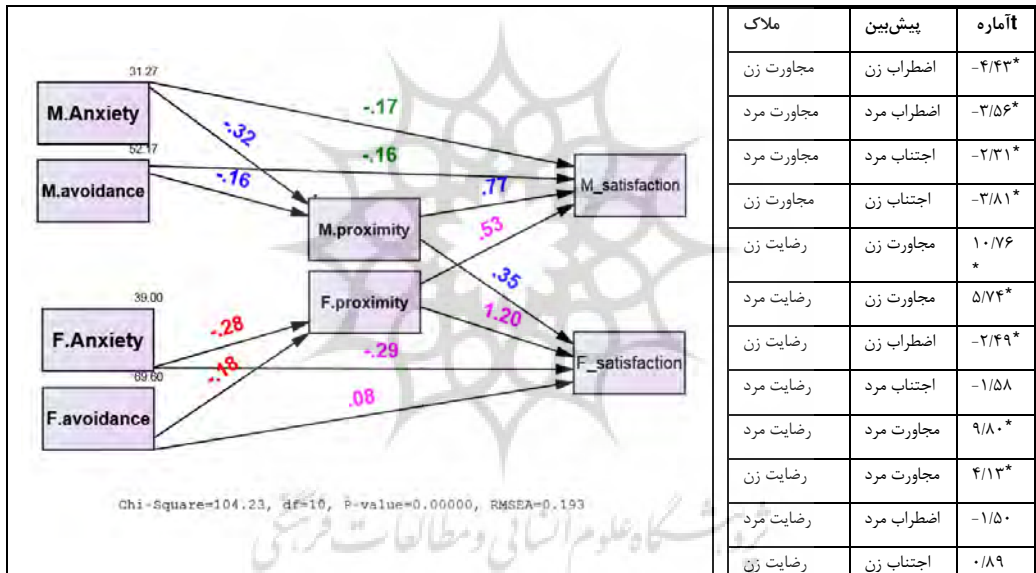 31.27
M.Anxiety
-.17
-.32
52.17
-.16
M.avoidance
-.16
.77
M_satisfaction
M.proximity
.53
.35
F.proximity
39.00
1.20
F.Anxiety
-.28
-.29
F_satisfaction
-.18
69.60
.08
F.avoidance
Chi-Square=104.23, df=10, P-value=0.00000, RMSEA=0.193
پژوهشگاه علوم انسانی و مطالعات فرهنگی
ملاک پیش‌بین آماره t
مجاورت زن اضطراب زن -۴/۴۳*
مجاورت مرد اضطراب مرد -۳/۵۶*
مجاورت مرد اجتناب مرد -۲/۳۱*
مجاورت زن اجتناب زن -۳/۸۱*
رضایت زن مجاورت زن ۱۰/۷۶
*
رضایت مرد مجاورت زن ۵/۷۴*
رضایت زن اضطراب زن -۲/۴۹*
رضایت مرد اجتناب مرد -۱/۵۸
رضایت مرد مجاورت مرد ۹/۸۰*
رضایت زن مجاورت مرد ۴/۱۳*
رضایت مرد اضطراب مرد -۱/۵۰
رضایت زن اجتناب زن ۰/۸۹